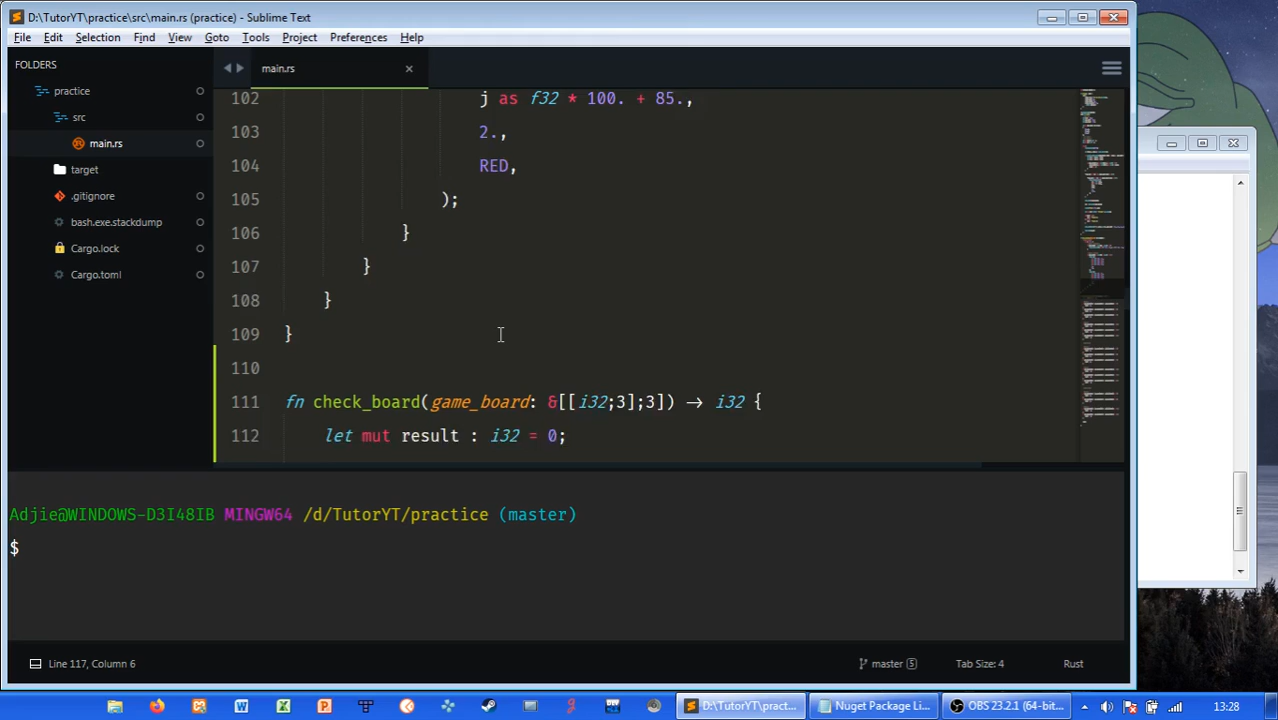 D:\TutorYT\practice\src\main.rs (practice) - Sublime Text
File Edit Selection Find View Goto Tools Project Preferences Help
FOLDERS
practice
src
main.rs
target
.gitignore
bash.exe.stackdump
Cargo.lock
Cargo.toml
main.rs
102 j as f32 * 100. + 85.,
103 2.,
104 RED,
105 );
106 }
107 }
108 }
109 }
110
111 fn check_board(game_board: &[[i32;3];3]) → i32 {
112 let mut result : i32 = 0;
Adjie@WINDOWS-D3I48IB MINGW64 /d/TutorYT/practice (master)
$
Line 117, Column 6
master 5
Tab Size: 4
Rust
D:\TutorYT\pract...
Nuget Package Li...
OBS 23.2.1 (64-bit...
13:28